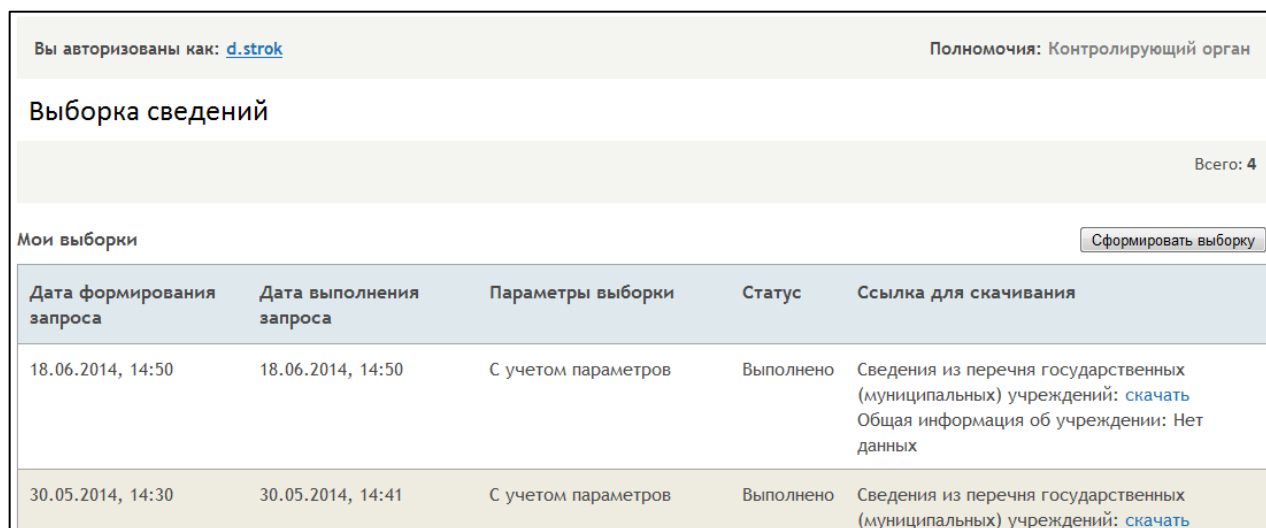 Вы авторизованы как: d.strok Полномочия: Контролирующий орган
Выборка сведений
Всего: 4
Мои выборки Сформировать выборку
Дата формирования запроса Дата выполнения запроса Параметры выборки Статус Ссылка для скачивания
18.06.2014, 14:50 18.06.2014, 14:50 С учетом параметров Выполнено Сведения из перечня государственных
(муниципальных) учреждений: скачать
Общая информация об учреждении: Нет
данных
30.05.2014, 14:30 30.05.2014, 14:41 С учетом параметров Выполнено Сведения из перечня государственных
(муниципальных) учреждений: скачать